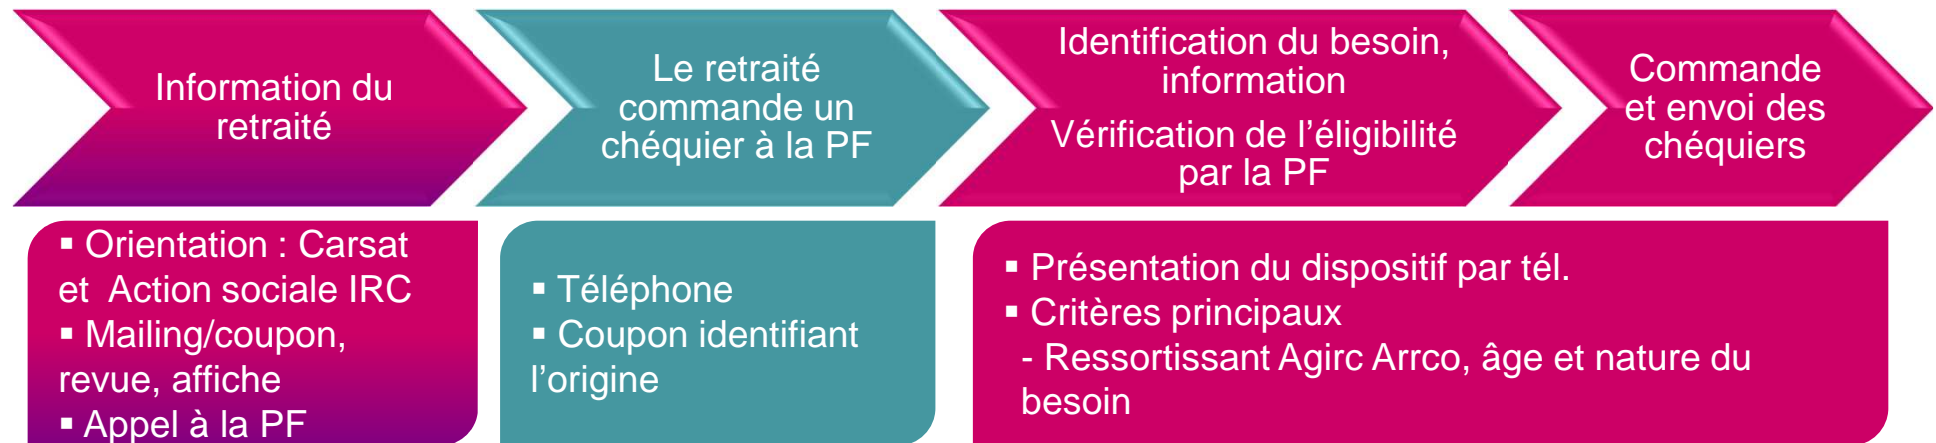 Information du
retraité
Le retraité
commande un
chéquier à la PF
Identification du besoin,
information
Vérification de l’éligibilité
par la PF
Commande
et envoi des
chéquiers
▪ Orientation : Carsat
et Action sociale IRC
▪ Mailing/coupon,
revue, affiche
▪ Appel à la PF
▪ Téléphone
▪ Coupon identifiant
l’origine
▪ Présentation du dispositif par tél.
▪ Critères principaux
- Ressortissant Agirc Arrco, âge et nature du
besoin